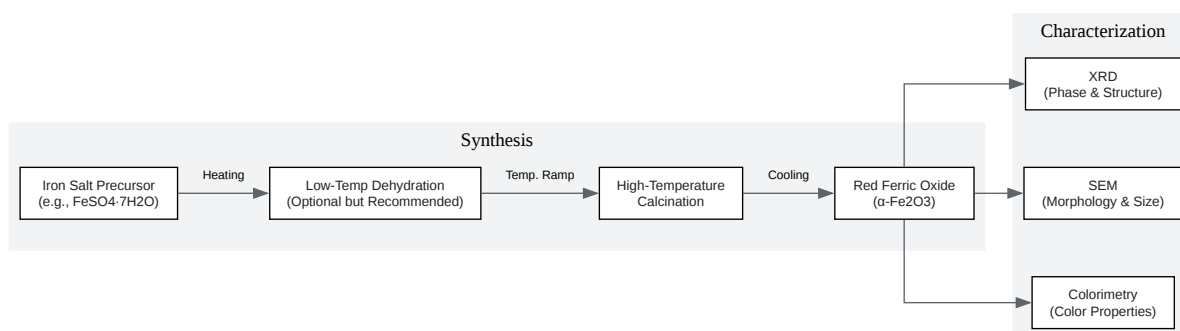 Characterization
XRD
(Phase & Structure)
Synthesis
Heating
Temp. Ramp
Cooling
Iron Salt Precursor
(e.g., FeSO4·7H2O)
Low-Temp Dehydration
(Optional but Recommended)
High-Temperature
Calcination
Red Ferric Oxide
(α-Fe2O3)
SEM
(Morphology & Size)
Colorimetry
(Color Properties)